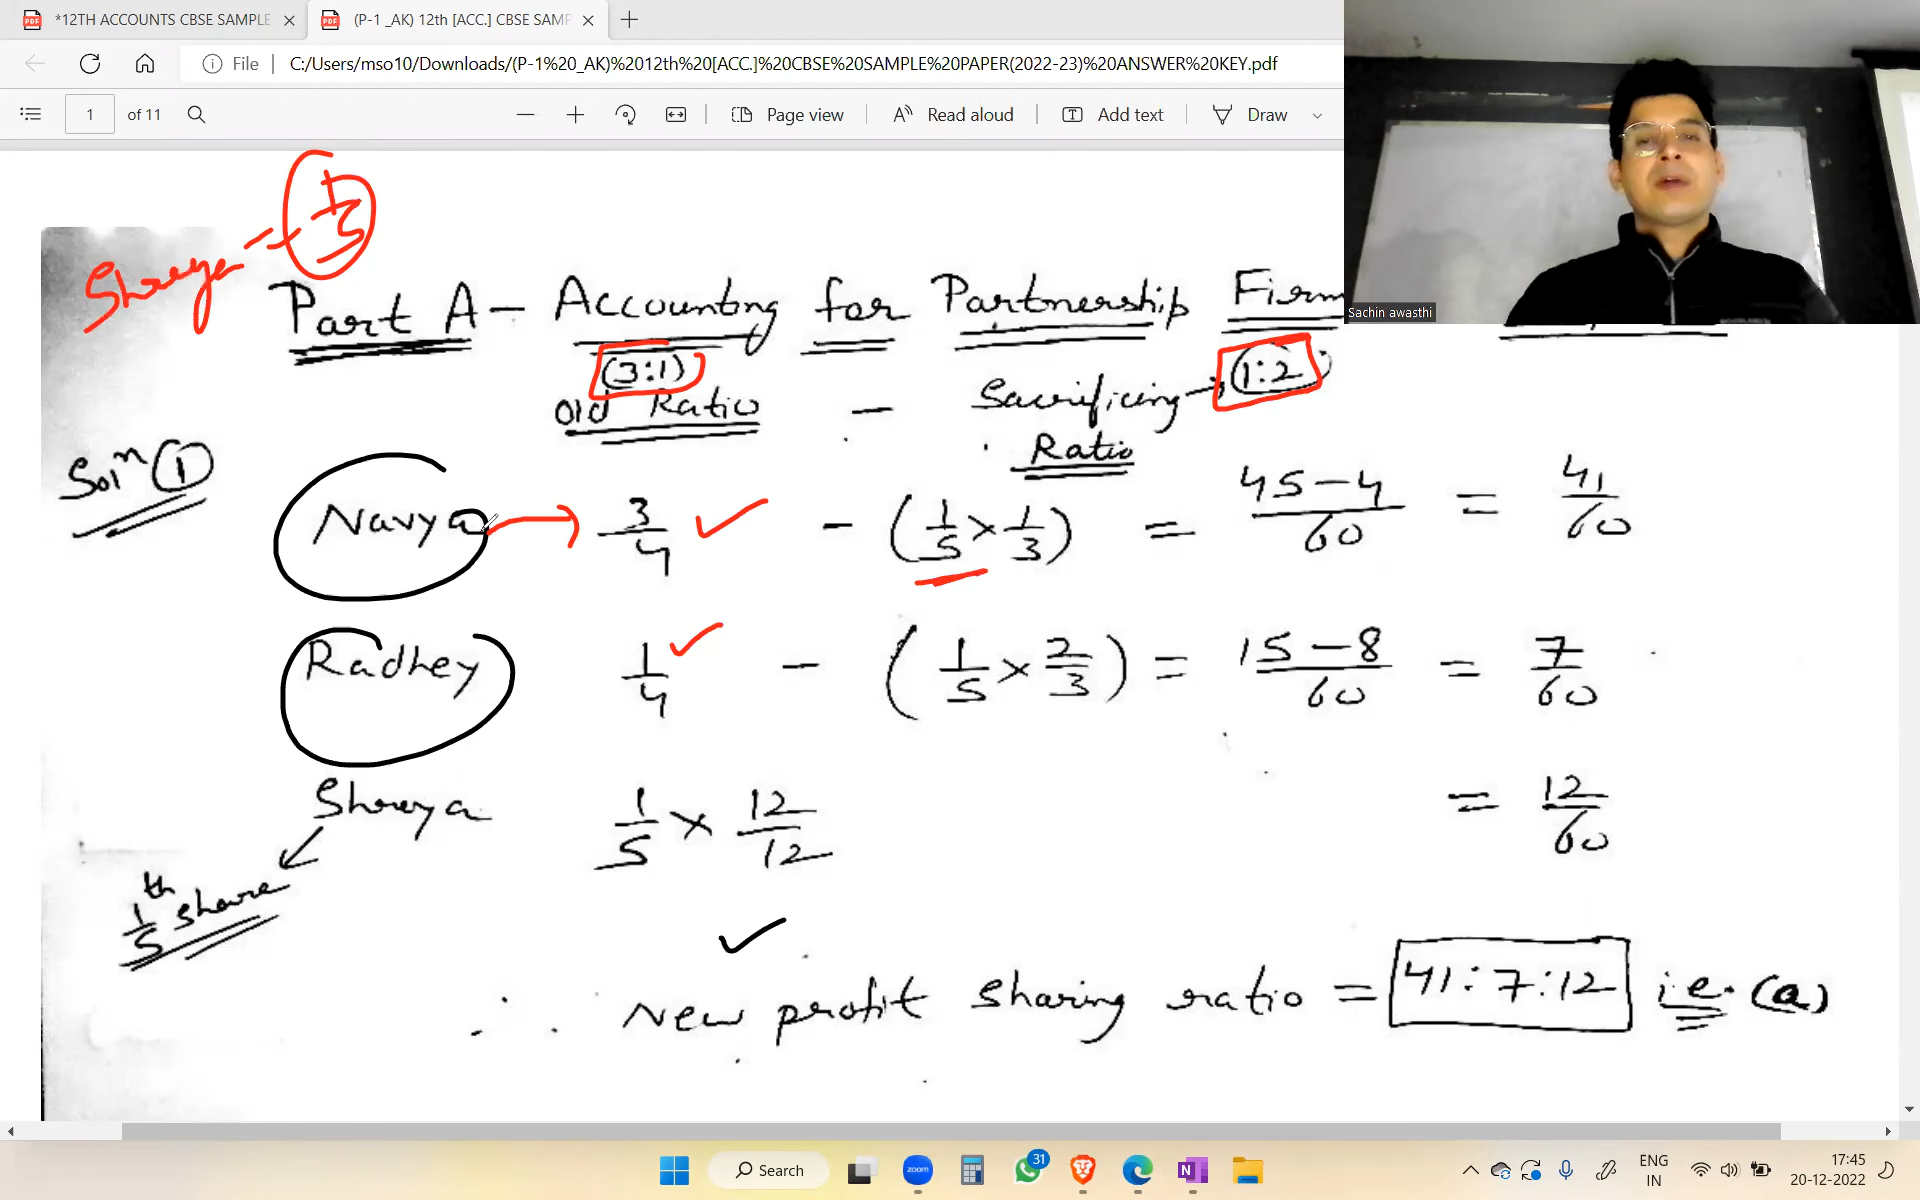 *12TH ACCOUNTS CBSE SAMPLE
(P-1 _AK) 12th [ACC.] CBSE SAMP
File
C:/Users/mso10/Downloads/(P-1%20_AK)%2012th%20[ACC.]%20CBSE%20SAMPLE%20PAPER(2022-23)%20ANSWER%20KEY.pdf
1 of 11
Page view
Read aloud
Add text
Draw
Sachin awasthi
Shreya = 1/5
Part A - Accounting for Partnership Firm
(3:1) (1:2)
Old Ratio - Sacrificing Ratio
Solⁿ (1)
Navya → 3/4 - (1/5 × 1/3) = 45-4/60 = 41/60
Radhey 1/4 - (1/5 × 2/3) = 15-8/60 = 7/60
Shreya 1/5 × 12/12 = 12/60
1/5th share
∴ New profit sharing ratio = 41:7:12 i.e. (a)
Search
zoom
31
ENG
IN
17:45
20-12-2022